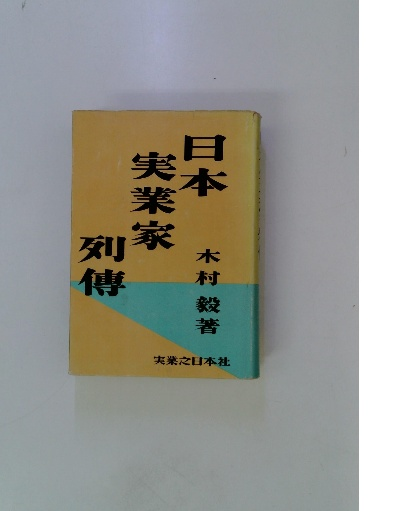 日本
実業家
列傳
木村毅著
実業之日本社